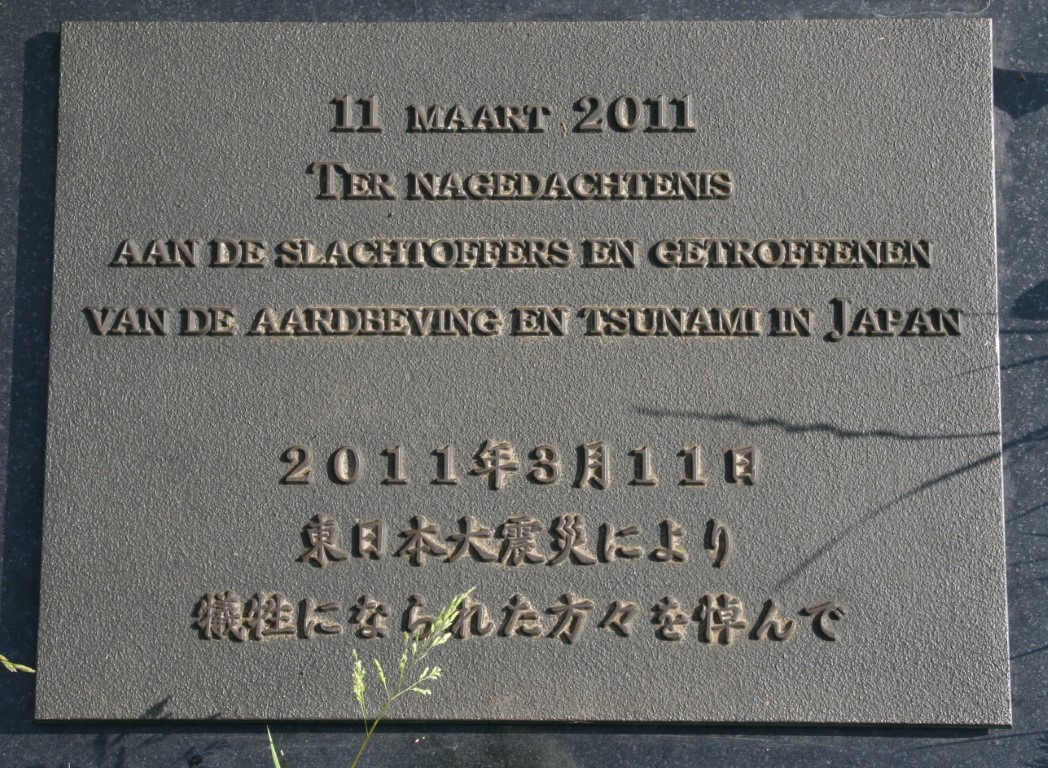 11 MAART 2011
TER NAGEDACHTENIS
AAN DE SLACHTOFFERS EN GETROFFENEN
VAN DE AARDBEVING EN TSUNAMI IN JAPAN
２０１１年３月１１日
東日本大震災により
犠牲になられた方々を悼んで